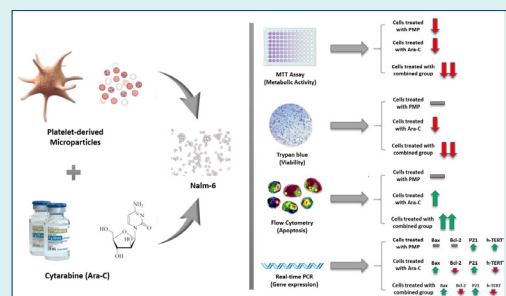 Platelet-derived
Microparticles
Cytarabine (Ara-C)
Nalm-6
NH₂
N
N
O
HO
O
HO
OH
MTT Assay
(Metabolic Activity)
Cells treated
with PMP
Cells treated
with Ara-C
Cells treated with
combined group
Trypan blue
(Viability)
Cells treated
with PMP
Cells treated
with Ara-C
Cells treated with
combined group
Flow Cytometry
(Apoptosis)
Cells treated
with PMP
Cells treated
with Ara-C
Cells treated with
combined group
Real-time PCR
(Gene expression)
Cells treated
with PMP
Bax Bcl-2 P21 h-TERT
Cells treated
with Ara-C
Bax Bcl-2 P21 h-TERT
Cells treated with
combined group
Bax Bcl-2 P21 h-TERT